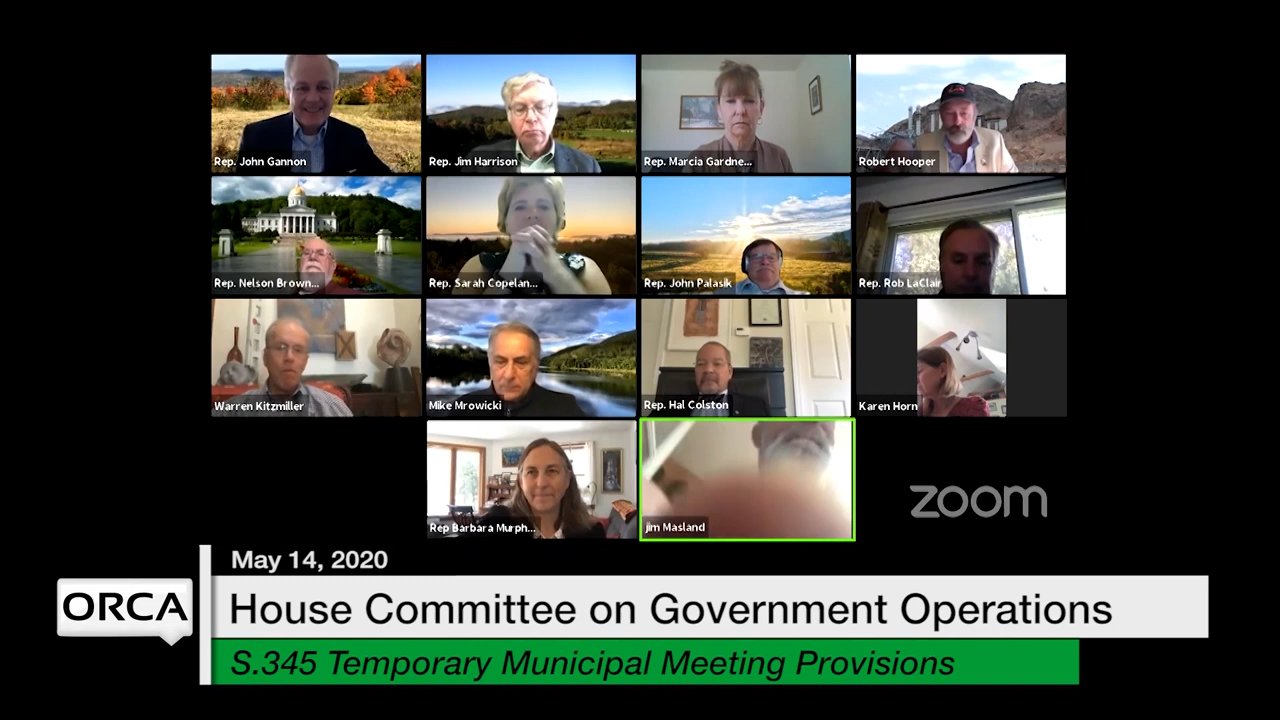 Rep. John Gannon
Rep. Jim Harrison
Rep. Marcia Gardne...
Robert Hooper
Rep. Nelson Brown...
Rep. Sarah Copelan...
Rep. John Palasik
Rep. Rob LaClair
Warren Kitzmiller
Mike Mrowicki
Rep. Hal Colston
Karen Horn
Rep Barbara Murph...
jim Masland
zoom
May 14, 2020
ORCA
House Committee on Government Operations
S.345 Temporary Municipal Meeting Provisions